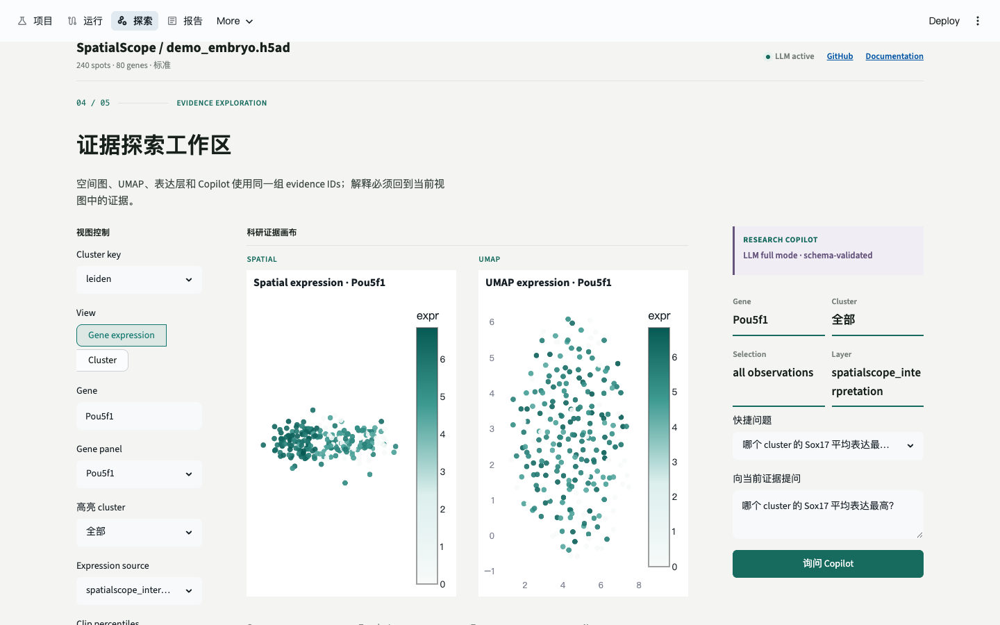 项目
运行
探索
报告
More
Deploy
SpatialScope / demo_embryo.h5ad
240 spots · 80 genes · 标准
LLM active
GitHub
Documentation
04 / 05
EVIDENCE EXPLORATION
证据探索工作区
空间图、UMAP、表达层和 Copilot 使用同一组 evidence IDs；解释必须回到当前视
图中的证据。
视图控制
Cluster key
leiden
View
Gene expression
Cluster
Gene
Pou5f1
Gene panel
Pou5f1
高亮 cluster
全部
Expression source
spatialscope_inter...
Clip percentiles
科研证据画布
SPATIAL
Spatial expression · Pou5f1
expr
6
5
4
3
2
1
0
UMAP
UMAP expression · Pou5f1
6
5
4
3
2
1
0
−1
2
4
6
8
expr
6
5
4
3
2
1
0
RESEARCH COPILOT
LLM full mode · schema-validated
Gene
Pou5f1
Cluster
全部
Selection
all observations
Layer
spatialscope_inte
rpretation
快捷问题
哪个 cluster 的 Sox17 平均表达最...
向当前证据提问
哪个 cluster 的 Sox17 平均表达最高?
询问 Copilot